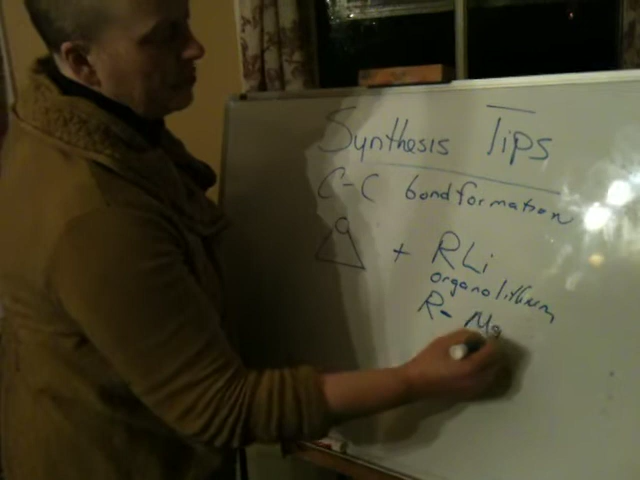 Synthesis Tips
C-C bond formation
O + RLi
organolithium
R- Mg